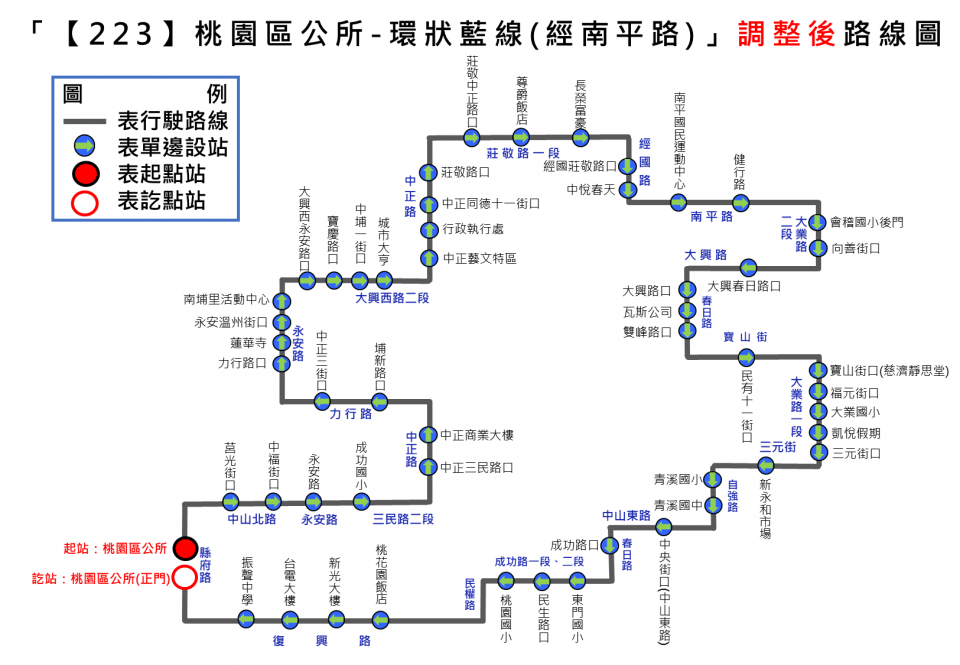 「【223】桃園區公所-環狀藍線(經南平路)」調整後路線圖
圖 例
表行駛路線
表單邊設站
表起點站
表訖點站
起站：桃園區公所
縣府路
莒光街口
中福街口
永安路
成功國小
中山北路
永安路
三民路二段
中正三民路口
中正商業大樓
中正路
埔新路口
中正三街口
力行路
力行路口
蓮華寺
永安溫州街口
南埔里活動中心
永安路
大興西永安路口
寶慶路口
中埔一街口
城市大亨
大興西路二段
中正藝文特區
行政執行處
中正同德十一街口
莊敬路口
中正路
莊敬中正路口
尊爵飯店
長榮富豪
莊敬路一段
經國路
經國莊敬路口
中悅春天
南平國民運動中心
健行路
南平路
會稽國小後門
向善街口
大業路二段
大興路
大興春日路口
大興路口
瓦斯公司
雙峰路口
春日路
寶山街
民有十一街口
寶山街口(慈濟靜思堂)
福元街口
大業國小
凱悅假期
三元街口
大業路一段
三元街
新永和市場
青溪國小
青溪國中
自強路
中山東路
中央街口(中山東路)
成功路口
春日路
成功路一段、二段
東門國小
民生路口
桃園國小
民權路
桃花園飯店
新光大樓
台電大樓
振聲中學
復興路
訖站：桃園區公所(正門)